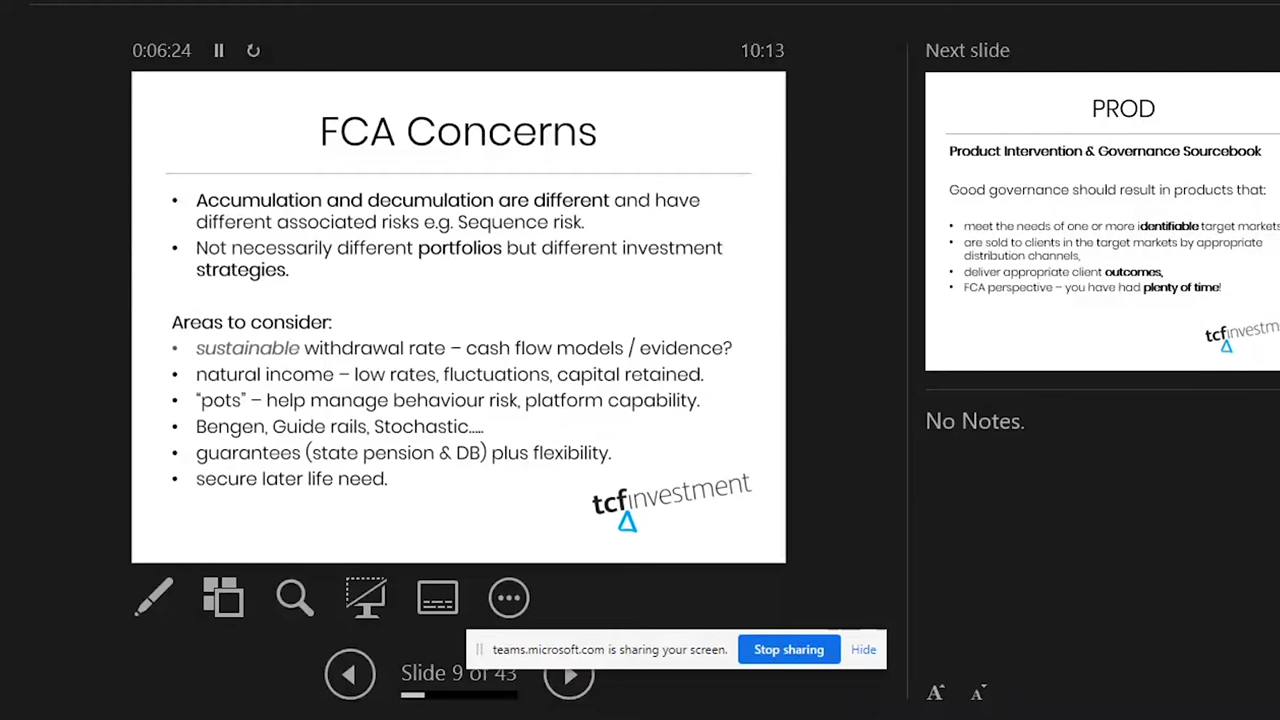 0:06:24
10:13
Next slide
FCA Concerns
• Accumulation and decumulation are different and have
different associated risks e.g. Sequence risk.
• Not necessarily different portfolios but different investment
strategies.
Areas to consider:
• sustainable withdrawal rate – cash flow models / evidence?
• natural income – low rates, fluctuations, capital retained.
• “pots” – help manage behaviour risk, platform capability.
• Bengen, Guide rails, Stochastic.....
• guarantees (state pension & DB) plus flexibility.
• secure later life need.
tcfinvestment
PROD
Product Intervention & Governance Sourcebook
Good governance should result in products that:
• meet the needs of one or more identifiable target markets
• are sold to clients in the target markets by appropriate
distribution channels,
• deliver appropriate client outcomes,
• FCA perspective – you have had plenty of time!
tcfinvestment
No Notes.
teams.microsoft.com is sharing your screen.
Stop sharing
Hide
Slide 9 of 43
A A